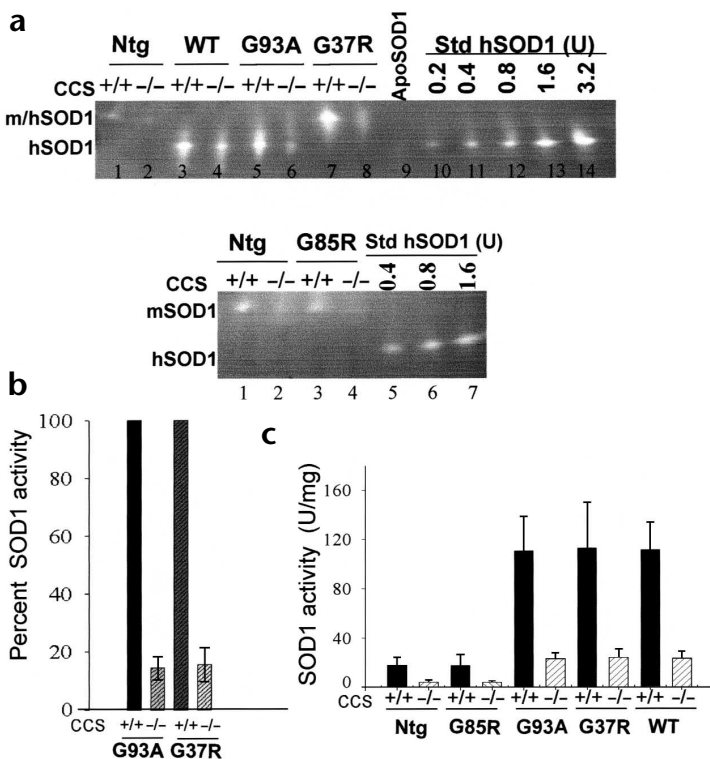 a
Ntg WT G93A G37R ApoSOD1 Std hSOD1 (U)
0.2 0.4 0.8 1.6 3.2
CCS +/+ −/− +/+ −/− +/+ −/− +/+ −/−
m/hSOD1
hSOD1
1 2 3 4 5 6 7 8 9 10 11 12 13 14
Ntg G85R Std hSOD1 (U)
CCS +/+ −/− +/+ −/− 0.4 0.8 1.6
mSOD1
hSOD1
1 2 3 4 5 6 7
b
Percent SOD1 activity
100
80
60
40
20
0
CCS +/+ −/− +/+ −/−
G93A G37R
c
SOD1 activity (U/mg)
160
120
80
40
0
CCS +/+ −/− +/+ −/− +/+ −/− +/+ −/− +/+ −/−
Ntg G85R G93A G37R WT